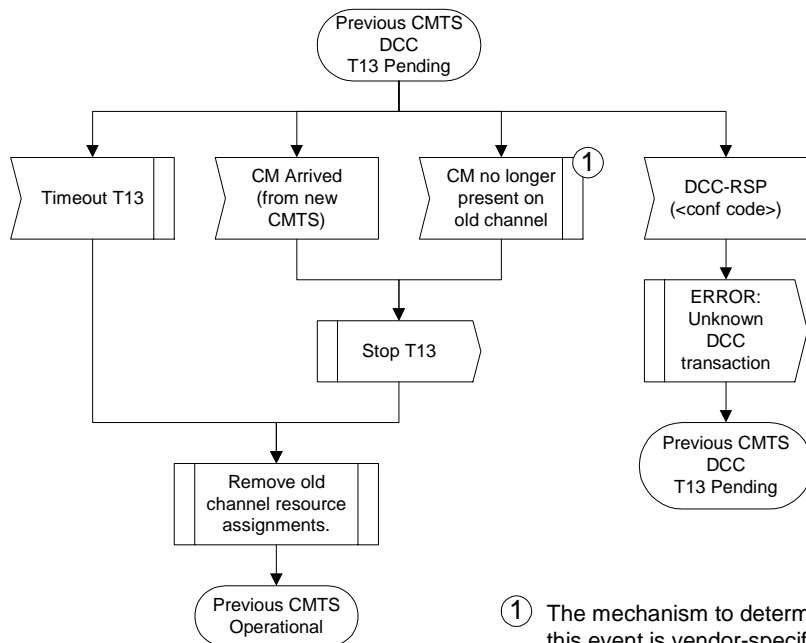 Previous CMTS
DCC
T13 Pending
Timeout T13
CM Arrived
(from new
CMTS)
CM no longer
present on
old channel
1
DCC-RSP
(<conf code>)
ERROR:
Unknown
DCC
transaction
Stop T13
Previous CMTS
DCC
T13 Pending
Remove old
channel resource
assignments.
Previous CMTS
Operational
1 The mechanism to
this event is vendor-specif